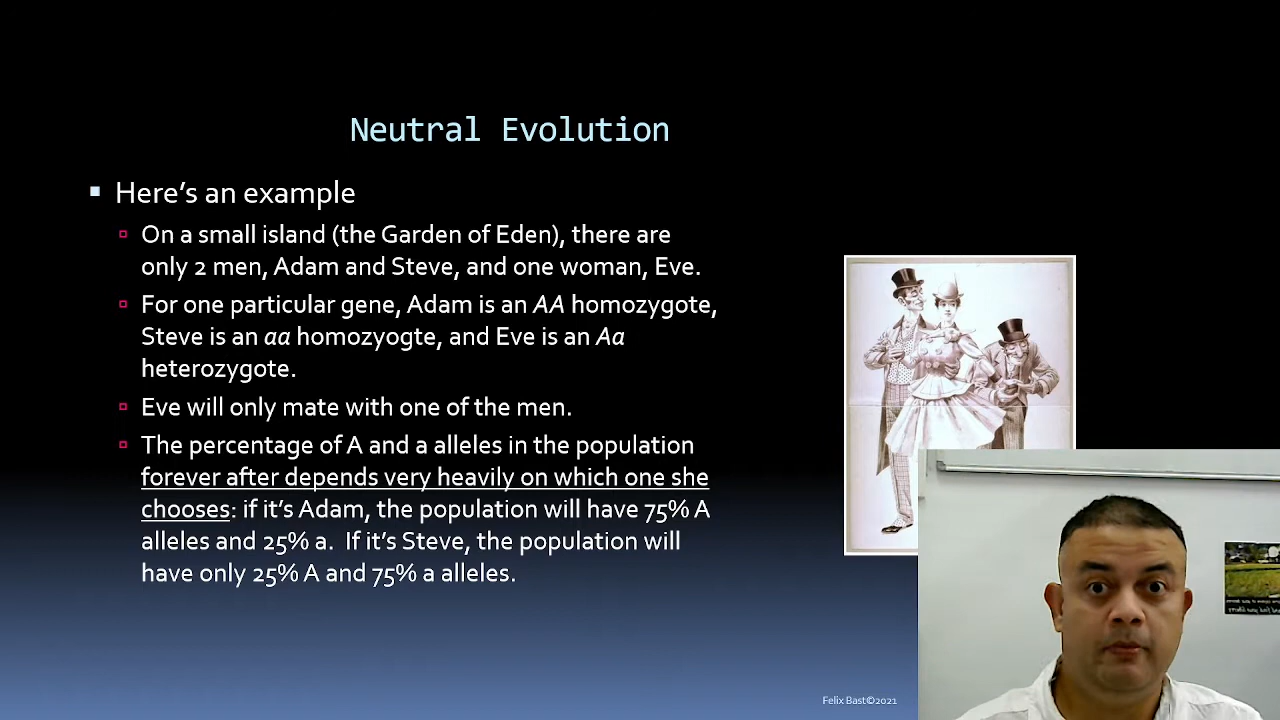 Neutral Evolution
Here's an example
On a small island (the Garden of Eden), there are
only 2 men, Adam and Steve, and one woman, Eve.
For one particular gene, Adam is an AA homozygote,
Steve is an aa homozyogte, and Eve is an Aa
heterozygote.
Eve will only mate with one of the men.
The percentage of A and a alleles in the population
forever after depends very heavily on which one she
chooses: if it's Adam, the population will have 75% A
alleles and 25% a. If it's Steve, the population will
have only 25% A and 75% a alleles.
Felix Bast©2021